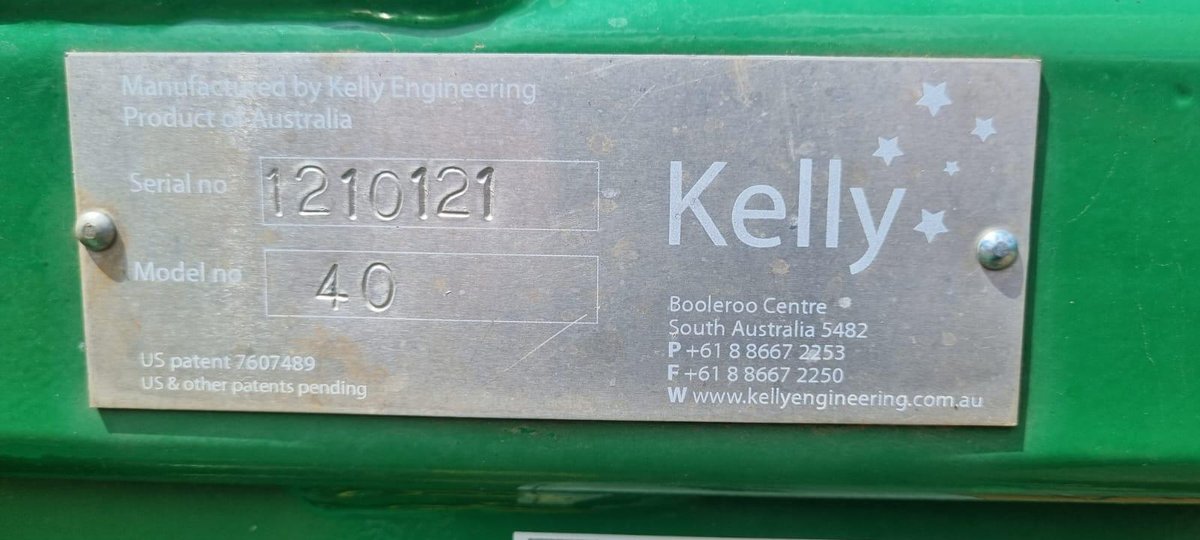 Manufactured by Kelly Engineering
Product of Australia
Serial no 1210121
Model no 40
US patent 7607489
US & other patents pending
Kelly
Booleroo Centre
South Australia 5482
P +61 8 8667 2253
F +61 8 8667 2250
W www.kellyengineering.com.au